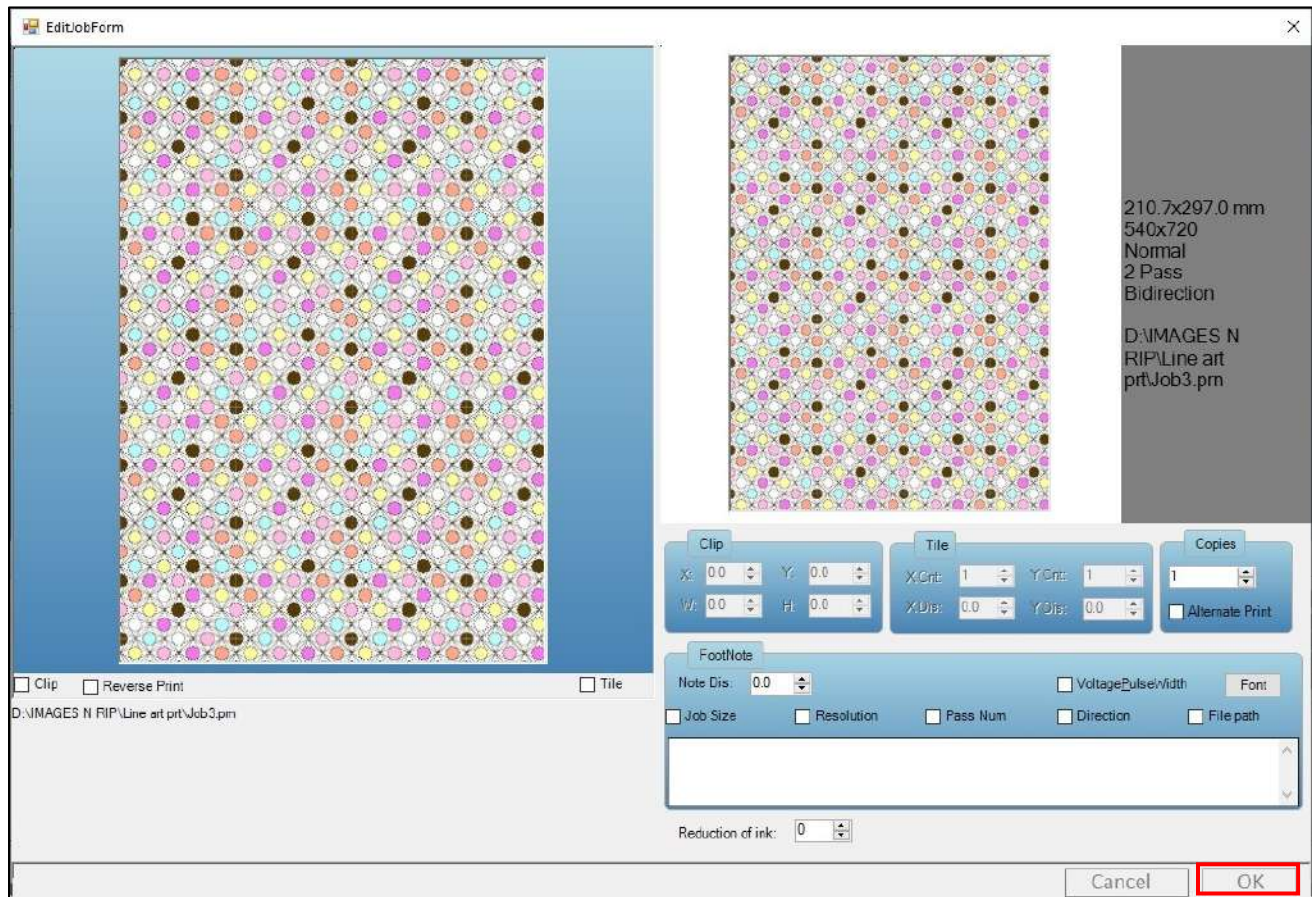 EditJobForm
210.7x297.0 mm
540x720
Normal
2 Pass
Bidirection
D:\IMAGES N
RIP\Line art
prt\Job3.prn
Clip
Tile
Copies
X: 0.0 Y: 0.0
X Cnt: 1 Y Cnt: 1
1
W: 0.0 H: 0.0
X Dis: 0.0 Y Dis: 0.0
Alternate Print
FootNote
Clip Reverse Print Tile
Note Dis: 0.0 VoltagePulseWidth Font
D:\IMAGES N RIP\Line art prt\Job3.prn
Job Size Resolution Pass Num Direction File path
Reduction of ink: 0
Cancel OK